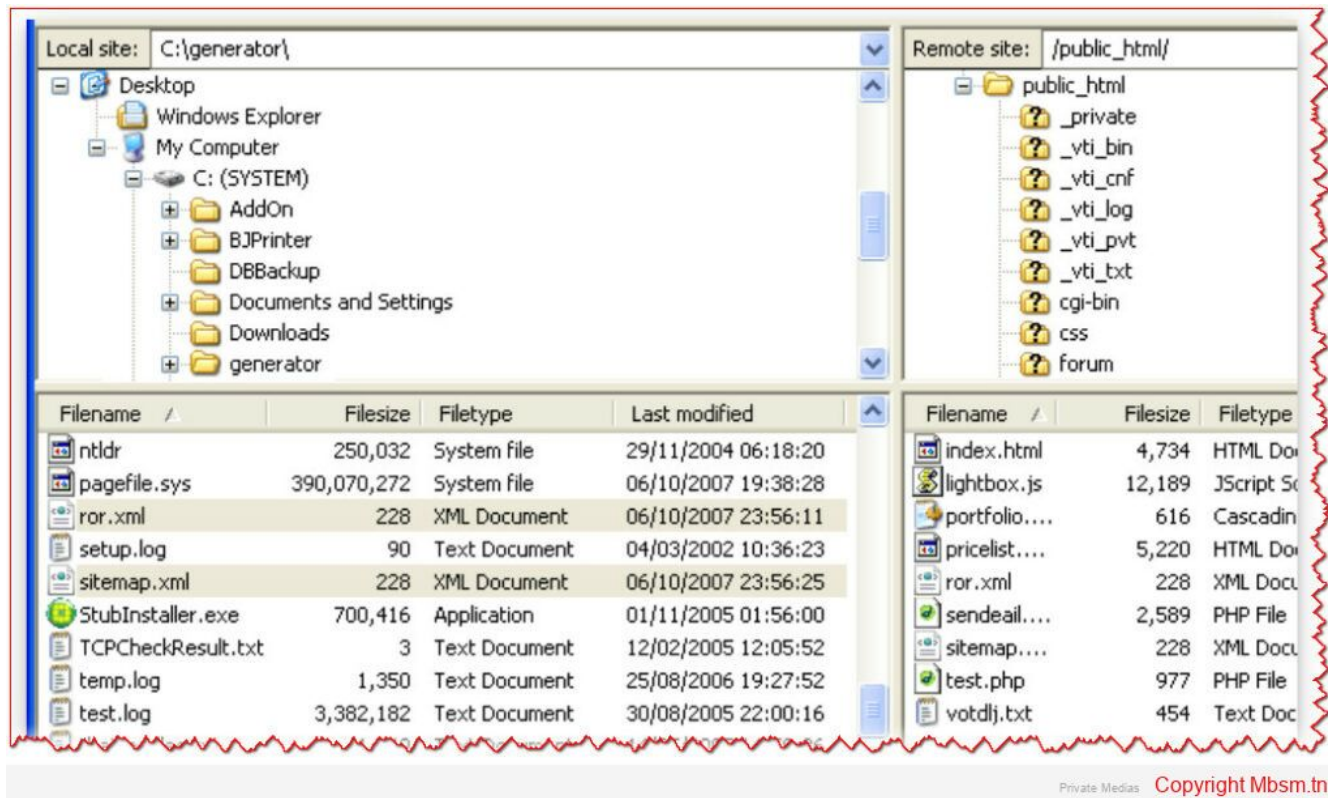 Local site: C:\generator\
Desktop
Windows Explorer
My Computer
C: (SYSTEM)
AddOn
BJPrinter
DBBackup
Documents and Settings
Downloads
generator
Remote site: /public_html/
public_html
_private
_vti_bin
_vti_cnf
_vti_log
_vti_pvt
_vti_txt
cgi-bin
css
forum
Filename Filesize Filetype Last modified
ntldr 250,032 System file 29/11/2004 06:18:20
pagefile.sys 390,070,272 System file 06/10/2007 19:38:28
ror.xml 228 XML Document 06/10/2007 23:56:11
setup.log 90 Text Document 04/03/2002 10:36:23
sitemap.xml 228 XML Document 06/10/2007 23:56:25
StubInstaller.exe 700,416 Application 01/11/2005 01:56:00
TCPCheckResult.txt 3 Text Document 12/02/2005 12:05:52
temp.log 1,350 Text Document 25/08/2006 19:27:52
test.log 3,382,182 Text Document 30/08/2005 22:00:16
Filename Filesize Filetype
index.html 4,734 HTML Do
lightbox.js 12,189 JScript Sc
portfolio.... 616 Cascadin
pricelist.... 5,220 HTML Do
ror.xml 228 XML Docu
sendeail.... 2,589 PHP File
sitemap.... 228 XML Docu
test.php 977 PHP File
votdlj.txt 454 Text Doc
Private Medias Copyright Mbsm.tn